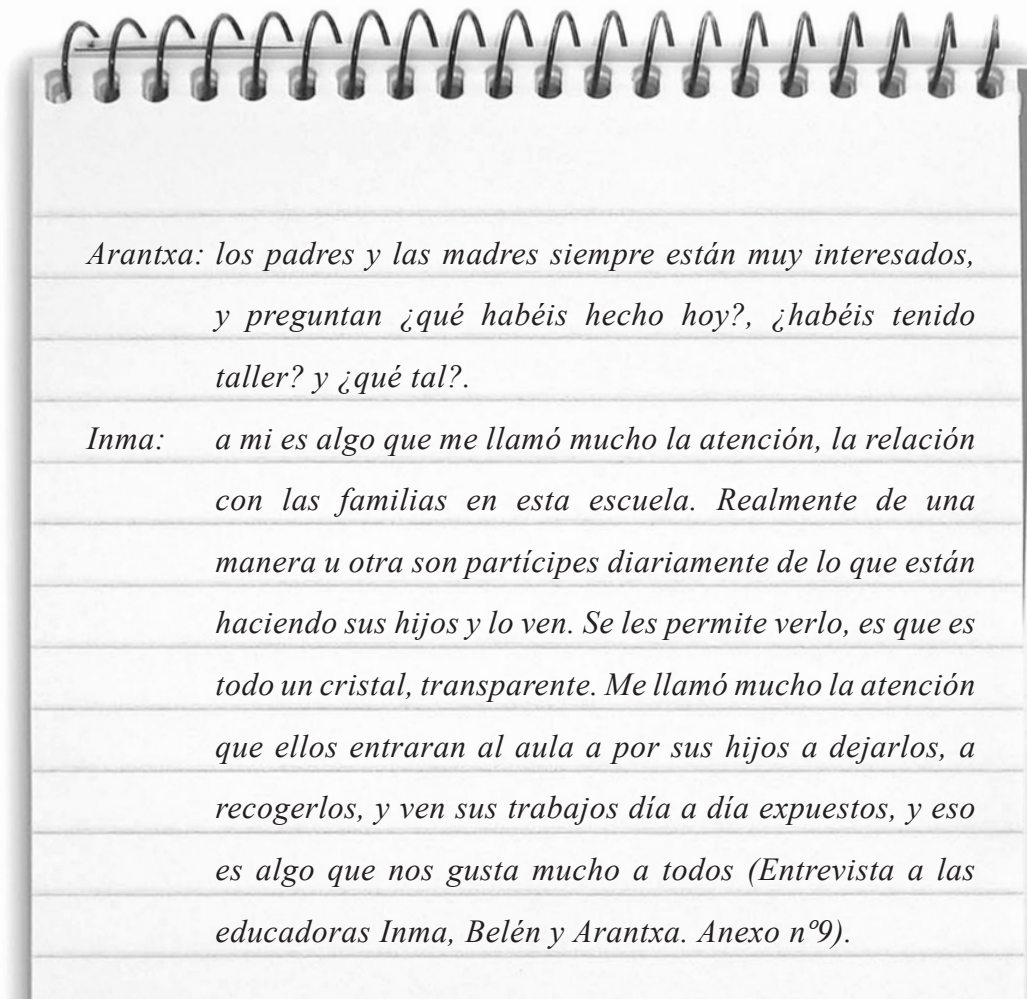 Arantxa: los padres y las madres siempre están muy interesados,
y preguntan ¿qué habéis hecho hoy?, ¿habéis tenido
taller? y ¿qué tal?.
Inma: a mi es algo que me llamó mucho la atención, la relación
con las familias en esta escuela. Realmente de una
manera u otra son partícipes diariamente de lo que están
haciendo sus hijos y lo ven. Se les permite verlo, es que es
todo un cristal, transparente. Me llamó mucho la atención
que ellos entraran al aula a por sus hijos a dejarlos, a
recogerlos, y ven sus trabajos día a día expuestos, y eso
es algo que nos gusta mucho a todos (Entrevista a las
educadoras Inma, Belén y Arantxa. Anexo nº9).